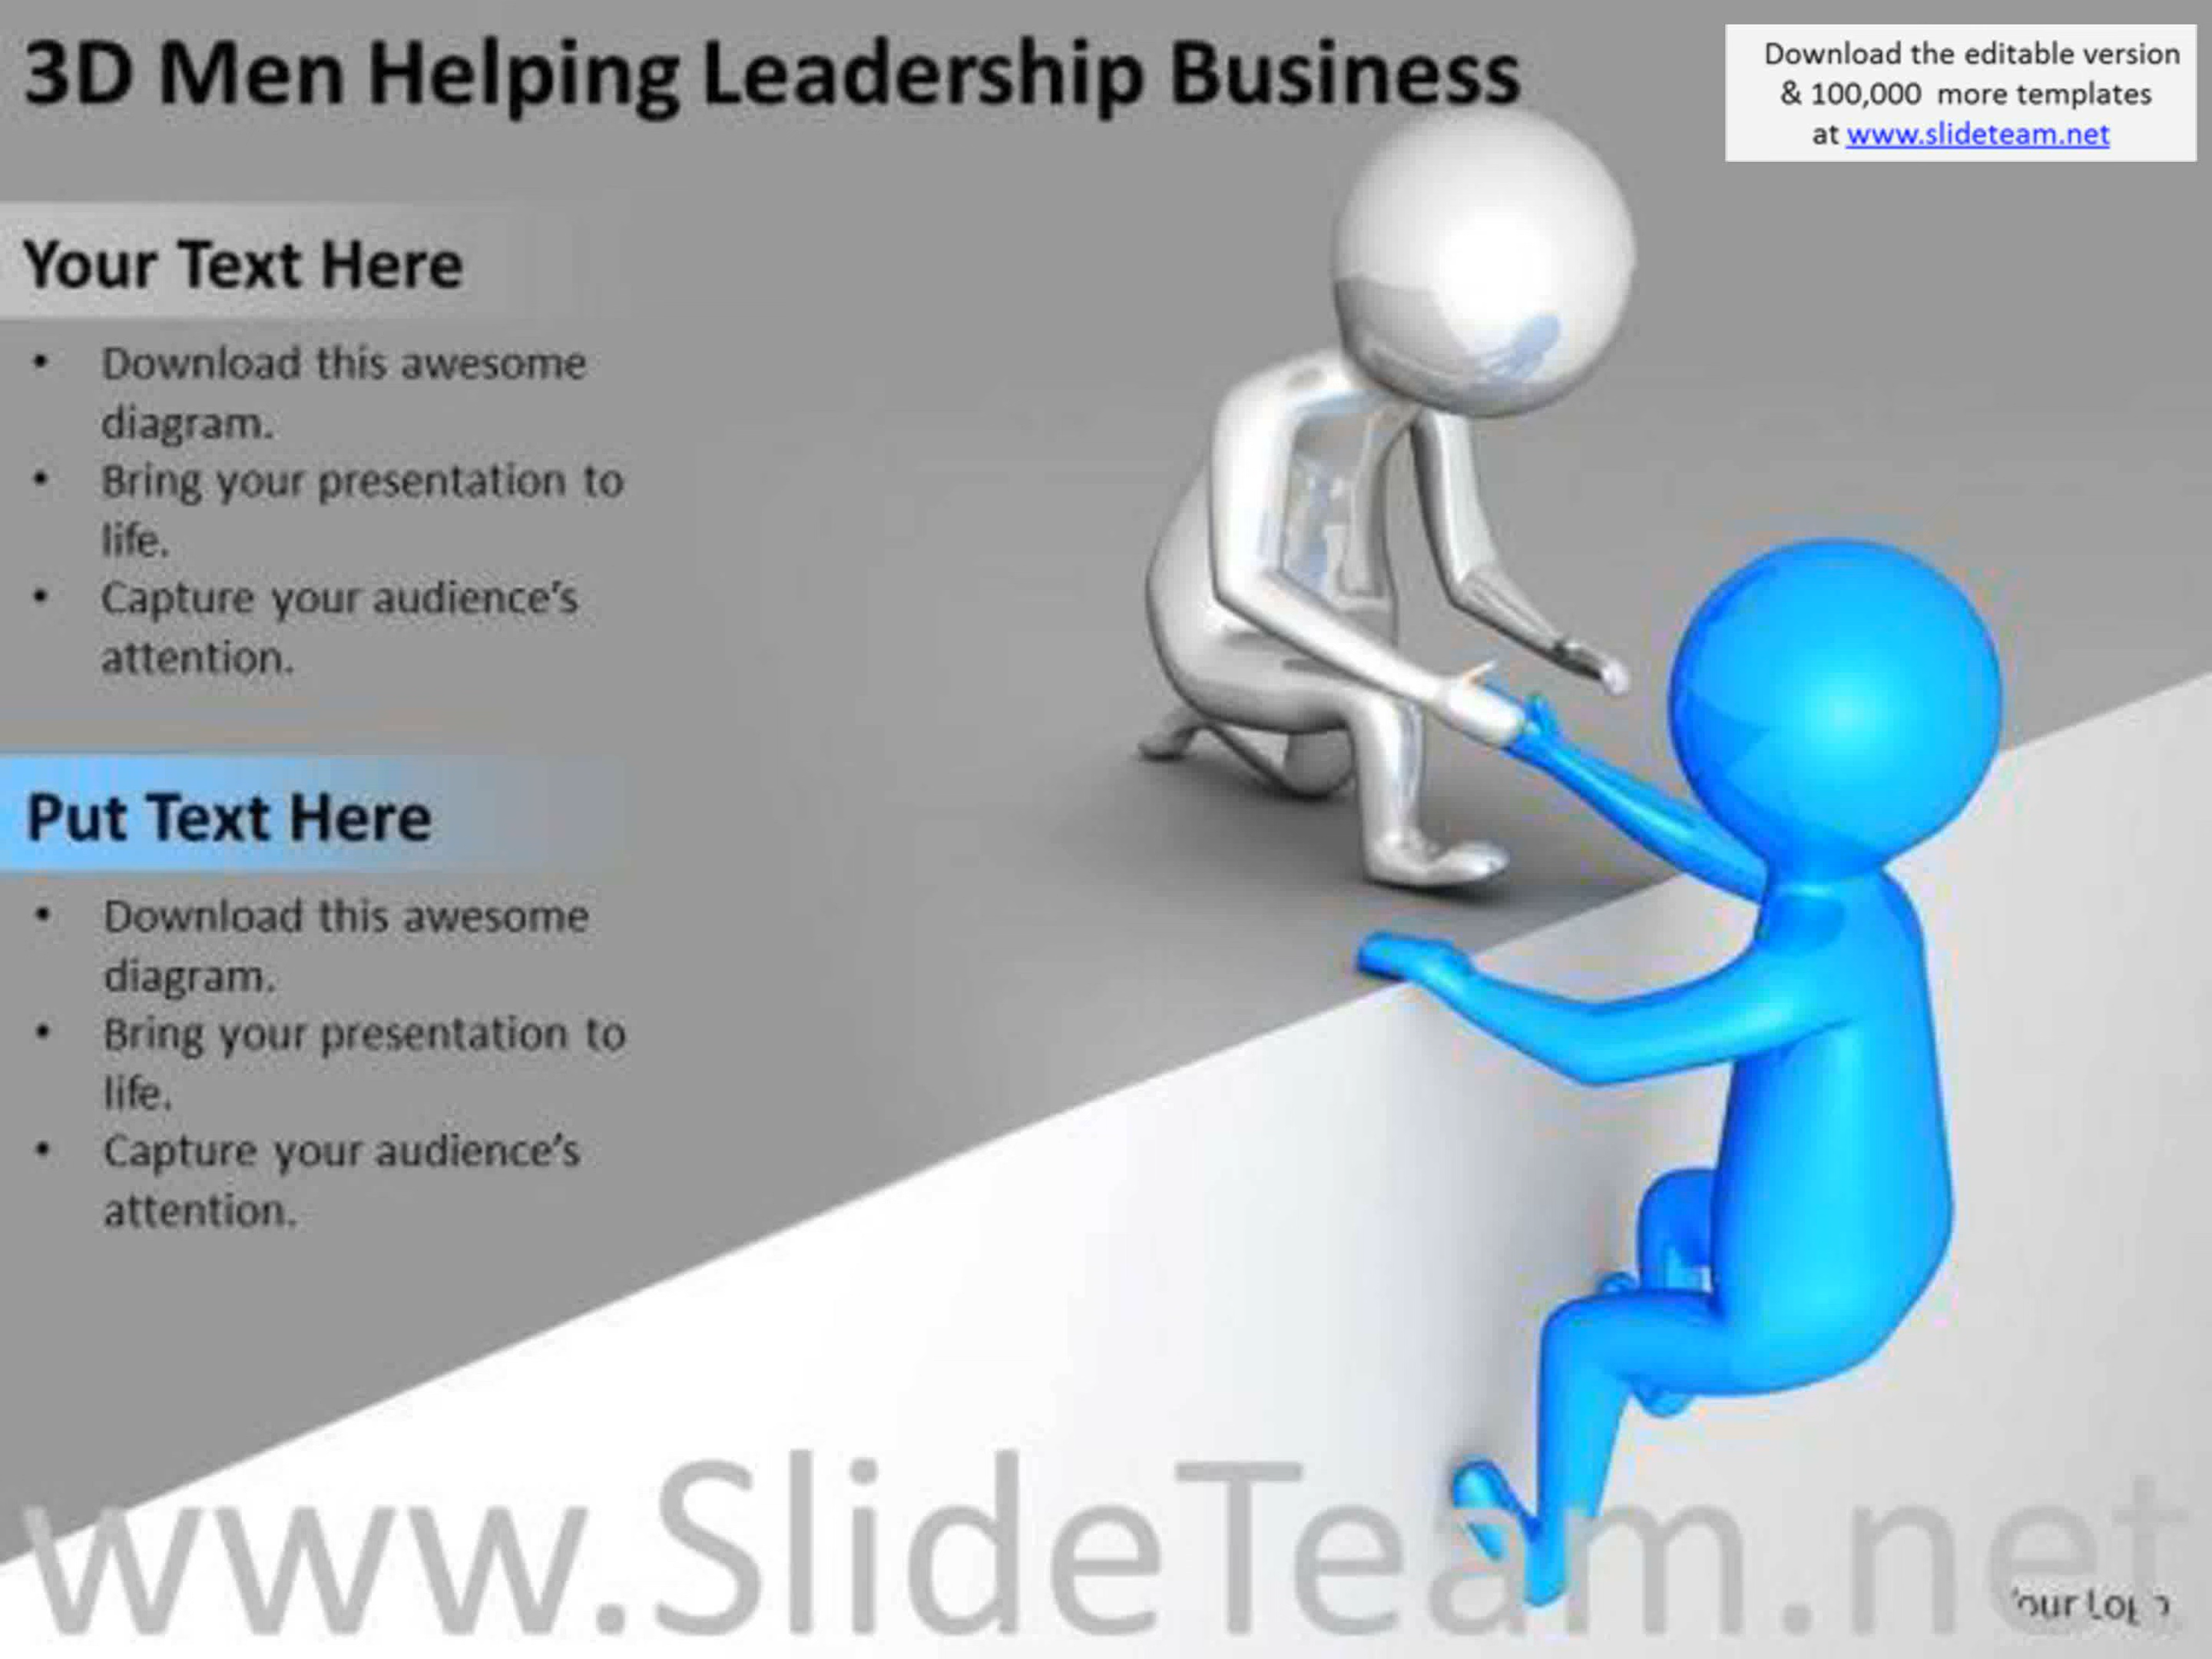 3D Men Helping Leadership Business
Download the editable version
& 100,000 more templates
at www.slideteam.net
Your Text Here
• Download this awesome
diagram.
• Bring your presentation to
life.
• Capture your audience's
attention.
Put Text Here
• Download this awesome
diagram.
• Bring your presentation to
life.
• Capture your audience's
attention.
www.SlideTeam.net